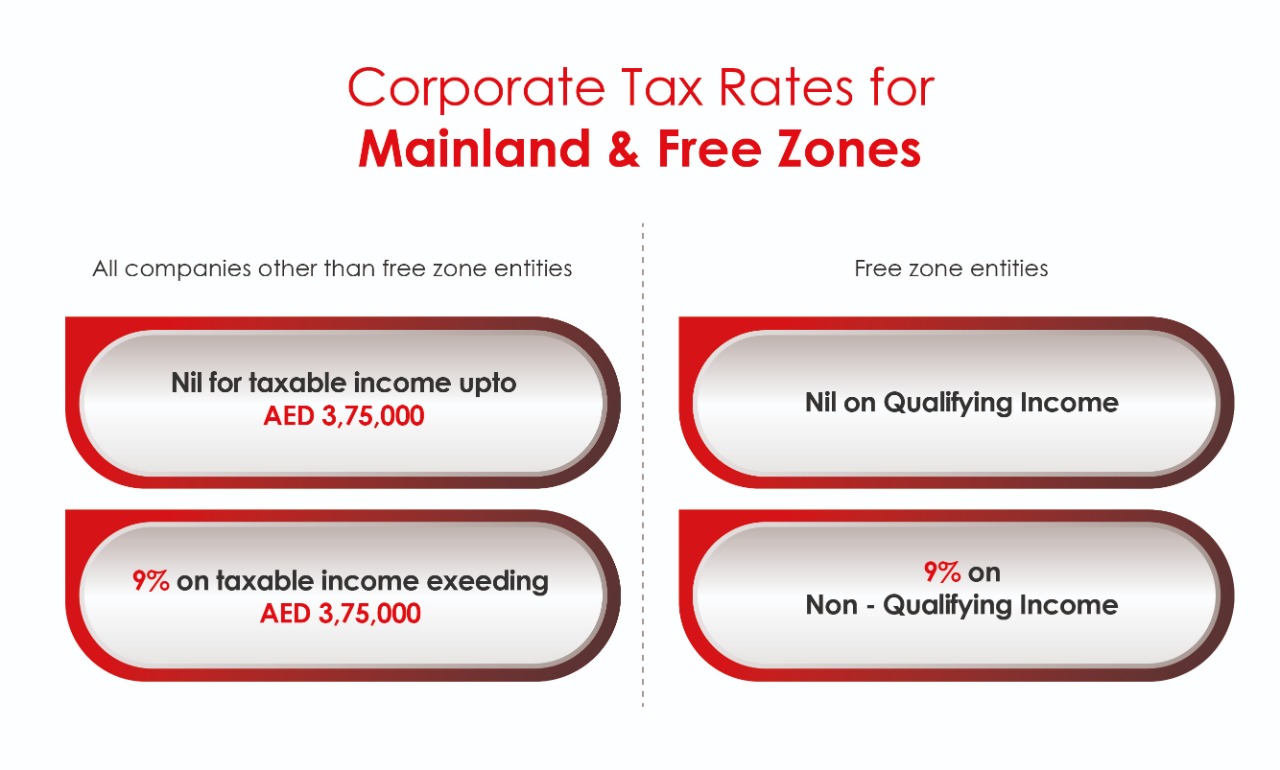 Corporate Tax Rates for
Mainland & Free Zones
All companies other than free zone entities
Nil for taxable income upto
AED 3,75,000
9% on taxable income exeeding
AED 3,75,000
Free zone entities
Nil on Qualifying Income
9% on
Non - Qualifying Income